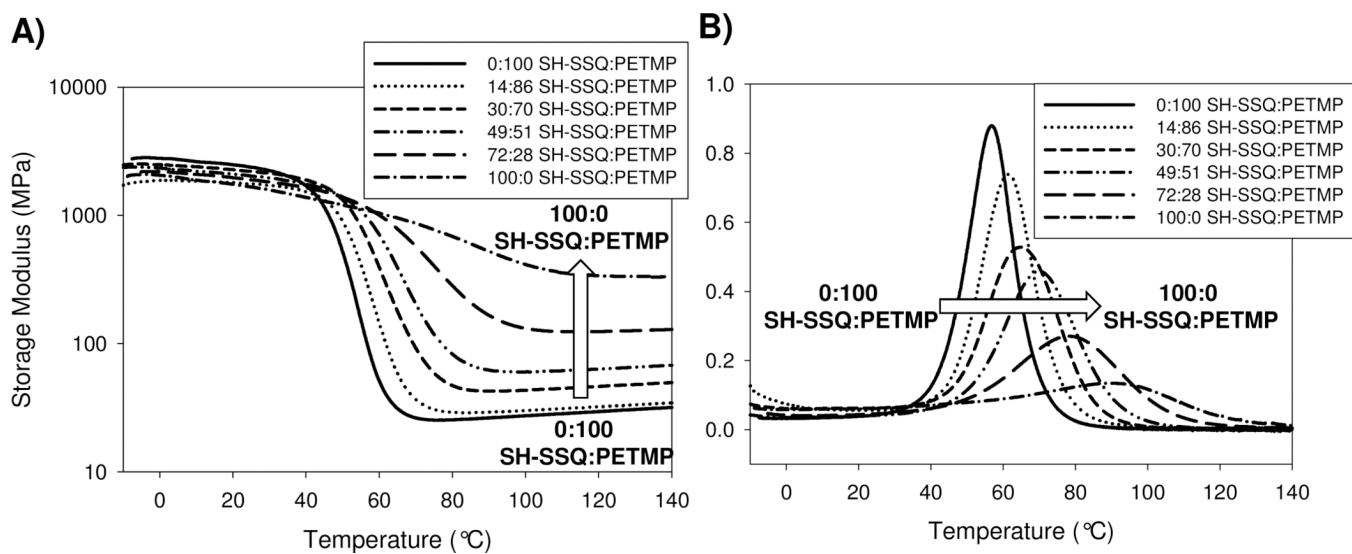 A)
0:100 SH-SSQ:PETMP
14:86 SH-SSQ:PETMP
30:70 SH-SSQ:PETMP
49:51 SH-SSQ:PETMP
72:28 SH-SSQ:PETMP
100:0 SH-SSQ:PETMP
10000
1000
100
10
Storage Modulus (MPa)
100:0
SH-SSQ:PETMP
0:100
SH-SSQ:PETMP
0 20 40 60 80 100 120 140
Temperature (°C)
B)
0:100 SH-SSQ:PETMP
14:86 SH-SSQ:PETMP
30:70 SH-SSQ:PETMP
49:51 SH-SSQ:PETMP
72:28 SH-SSQ:PETMP
100:0 SH-SSQ:PETMP
1.0
0.8
0.6
0.4
0.2
0.0
0:100
SH-SSQ:PETMP
100:0
SH-SSQ:PETMP
0 20 40 60 80 100 120 140
Temperature (°C)